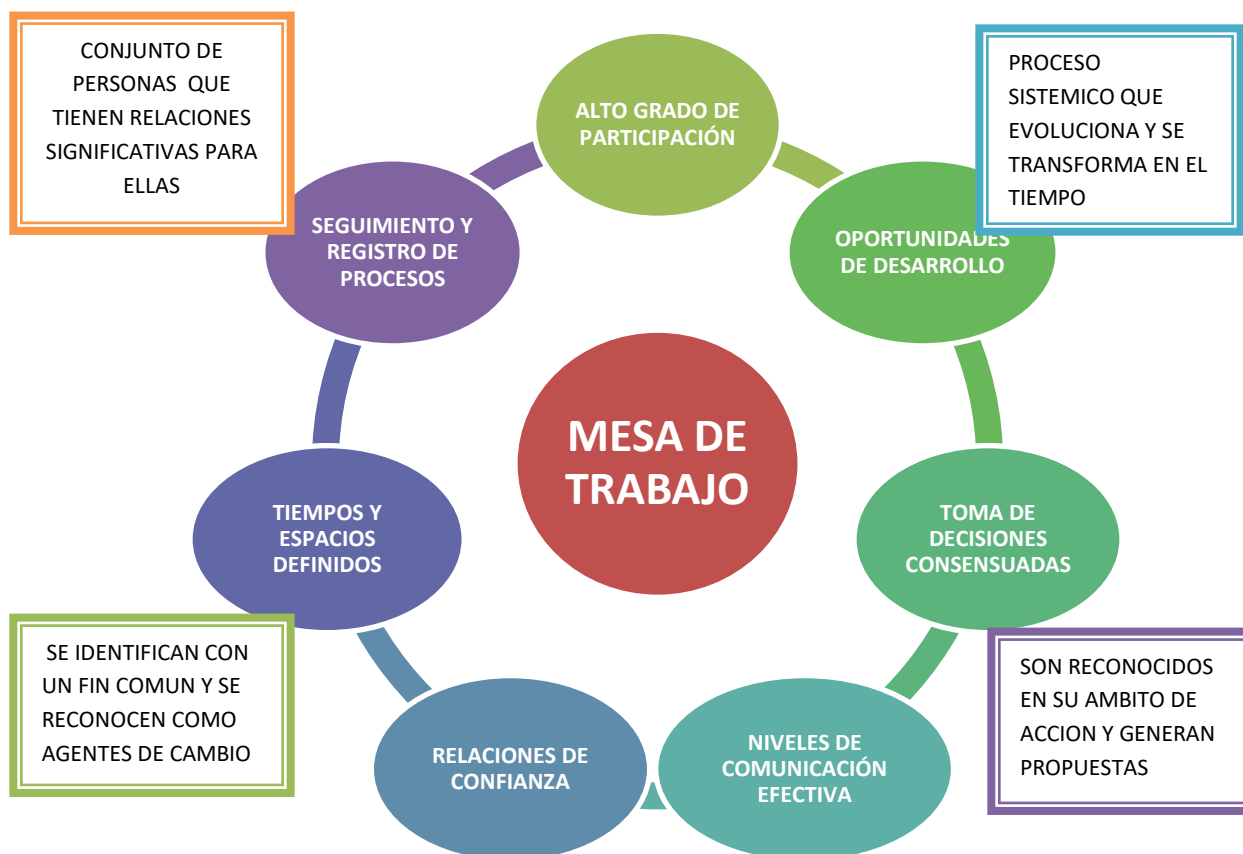 CONJUNTO DE
PERSONAS QUE
TIENEN RELACIONES
SIGNIFICATIVAS PARA
ELLAS
ALTO GRADO DE
PARTICIPACIÓN
PROCESO
SISTEMICO QUE
EVOLUCIONA Y SE
TRANSFORMA EN EL
TIEMPO
SEGUIMIENTO Y
REGISTRO DE
PROCESOS
OPORTUNIDADES
DE DESARROLLO
MESA DE
TRABAJO
TIEMPOS Y
ESPACIOS
DEFINIDOS
TOMA DE
DECISIONES
CONSENSUADAS
SE IDENTIFICAN CON
UN FIN COMUN Y SE
RECONOCEN COMO
AGENTES DE CAMBIO
RELACIONES DE
CONFIANZA
NIVELES DE
COMUNICACIÓN
EFECTIVA
SON RECONOCIDOS
EN SU AMBITO DE
ACCION Y GENERAN
PROPUESTAS